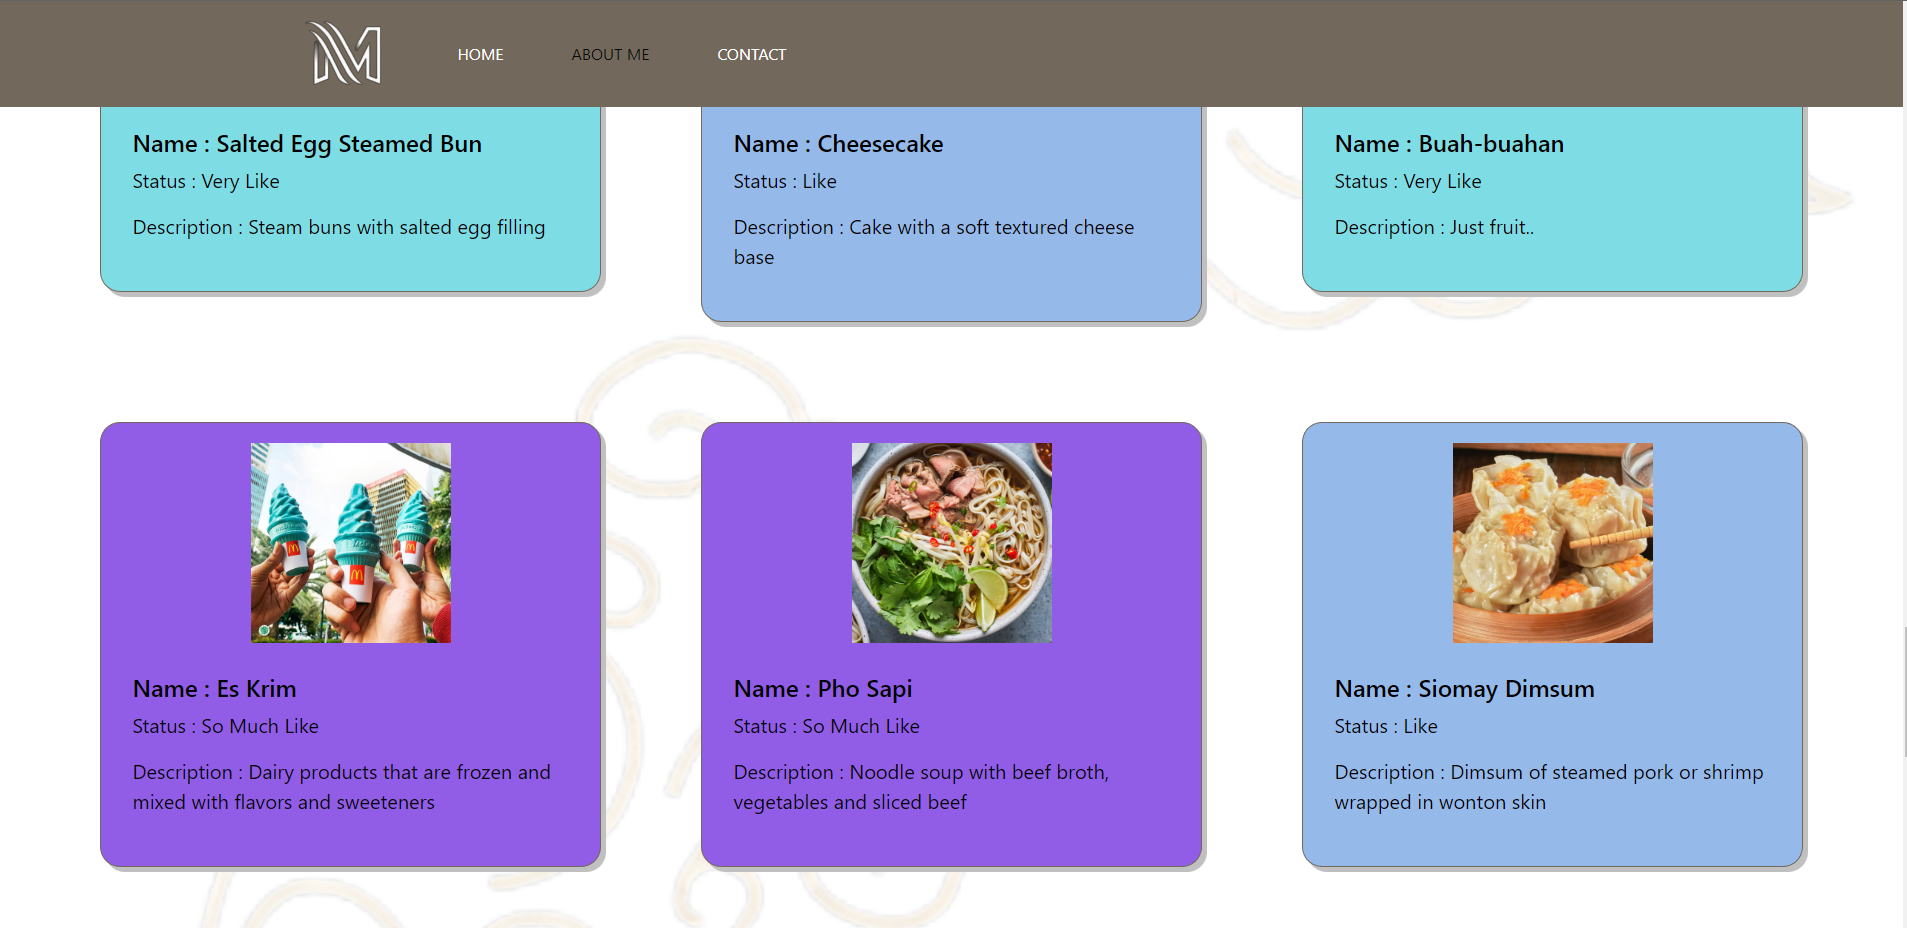 M
HOME
ABOUT ME
CONTACT
Name : Salted Egg Steamed Bun
Status : Very Like
Description : Steam buns with salted egg filling
Name : Cheesecake
Status : Like
Description : Cake with a soft textured cheese
base
Name : Buah-buahan
Status : Very Like
Description : Just fruit..
Name : Es Krim
Status : So Much Like
Description : Dairy products that are frozen and
mixed with flavors and sweeteners
Name : Pho Sapi
Status : So Much Like
Description : Noodle soup with beef broth,
vegetables and sliced beef
Name : Siomay Dimsum
Status : Like
Description : Dimsum of steamed pork or shrimp
wrapped in wonton skin